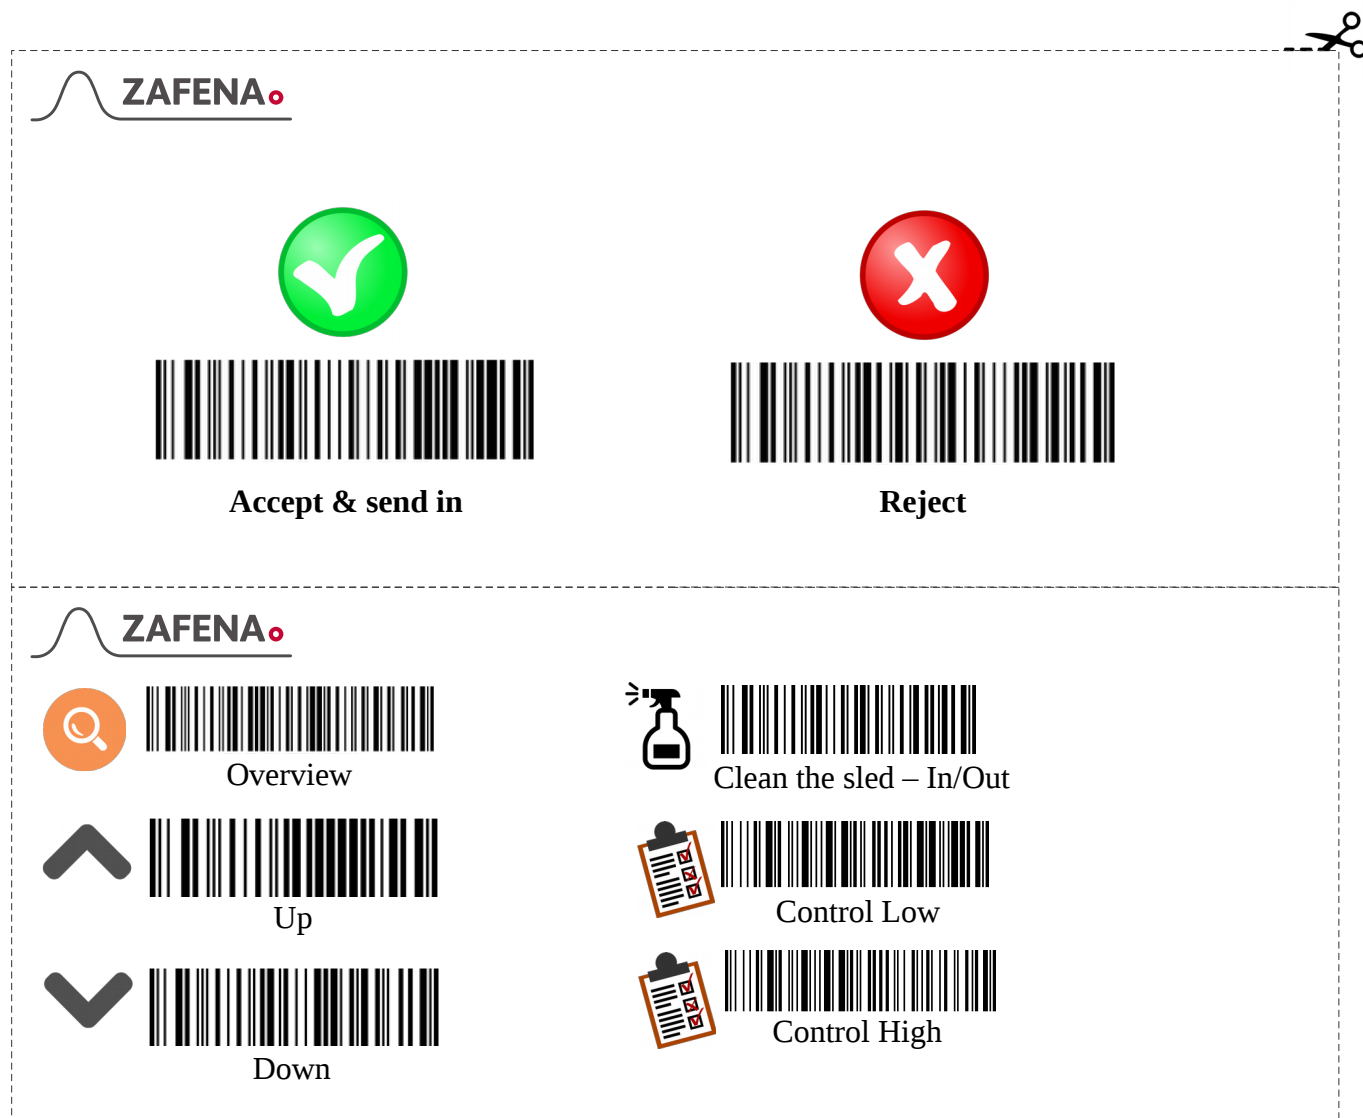 ZAFENA
Accept & send in
Reject
ZAFENA
Overview
Clean the sled – In/Out
Up
Control Low
Down
Control High